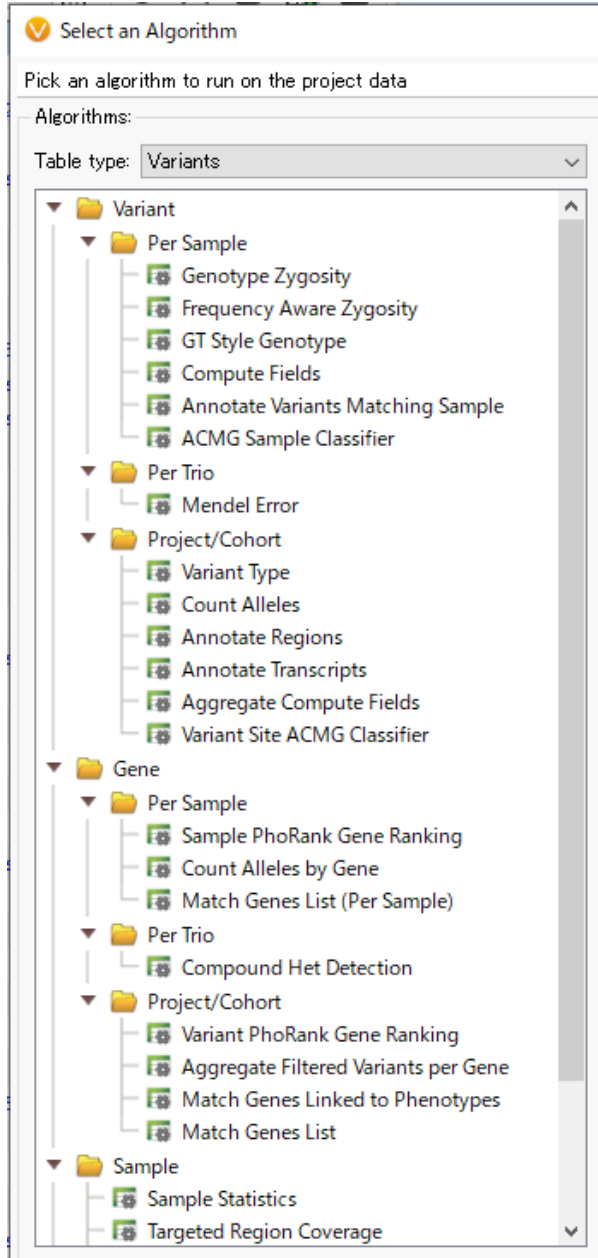 Select an Algorithm
Pick an algorithm to run on the project data
Algorithms:
Table type: Variants
Variant
Per Sample
Genotype Zygosity
Frequency Aware Zygosity
GT Style Genotype
Compute Fields
Annotate Variants Matching Sample
ACMG Sample Classifier
Per Trio
Mendel Error
Project/Cohort
Variant Type
Count Alleles
Annotate Regions
Annotate Transcripts
Aggregate Compute Fields
Variant Site ACMG Classifier
Gene
Per Sample
Sample PhoRank Gene Ranking
Count Alleles by Gene
Match Genes List (Per Sample)
Per Trio
Compound Het Detection
Project/Cohort
Variant PhoRank Gene Ranking
Aggregate Filtered Variants per Gene
Match Genes Linked to Phenotypes
Match Genes List
Sample
Sample Statistics
Targeted Region Coverage